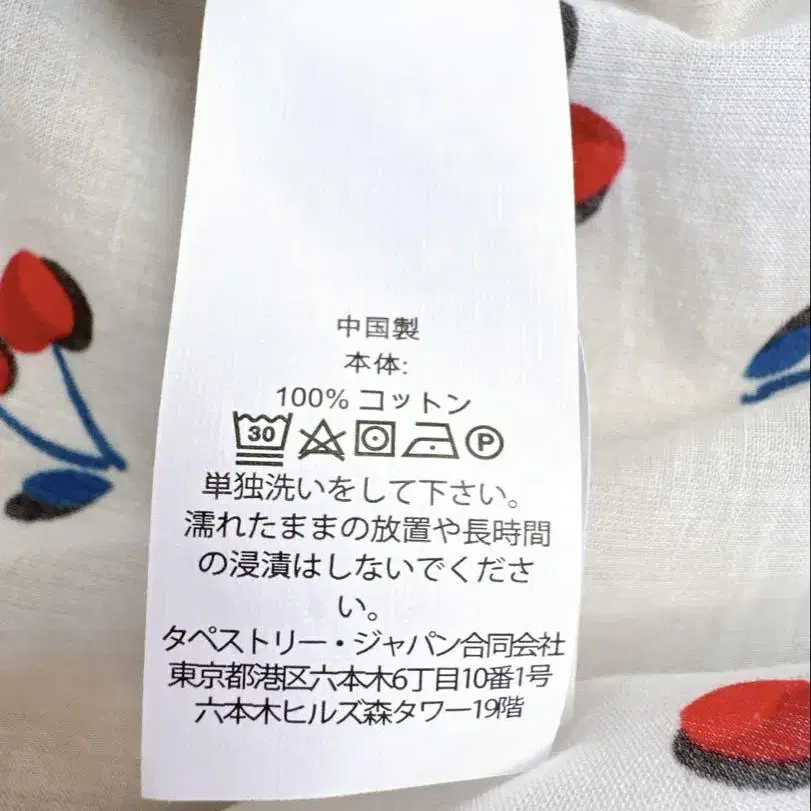 中国製
本体:
100% コットン
30 P
単独洗いをして下さい。
濡れたままの放置や長時間
の浸漬はしないでくださ
い。
タペストリー・ジャパン合同会社
東京都港区六本木6丁目10番1号
六本木ヒルズ森タワー19階